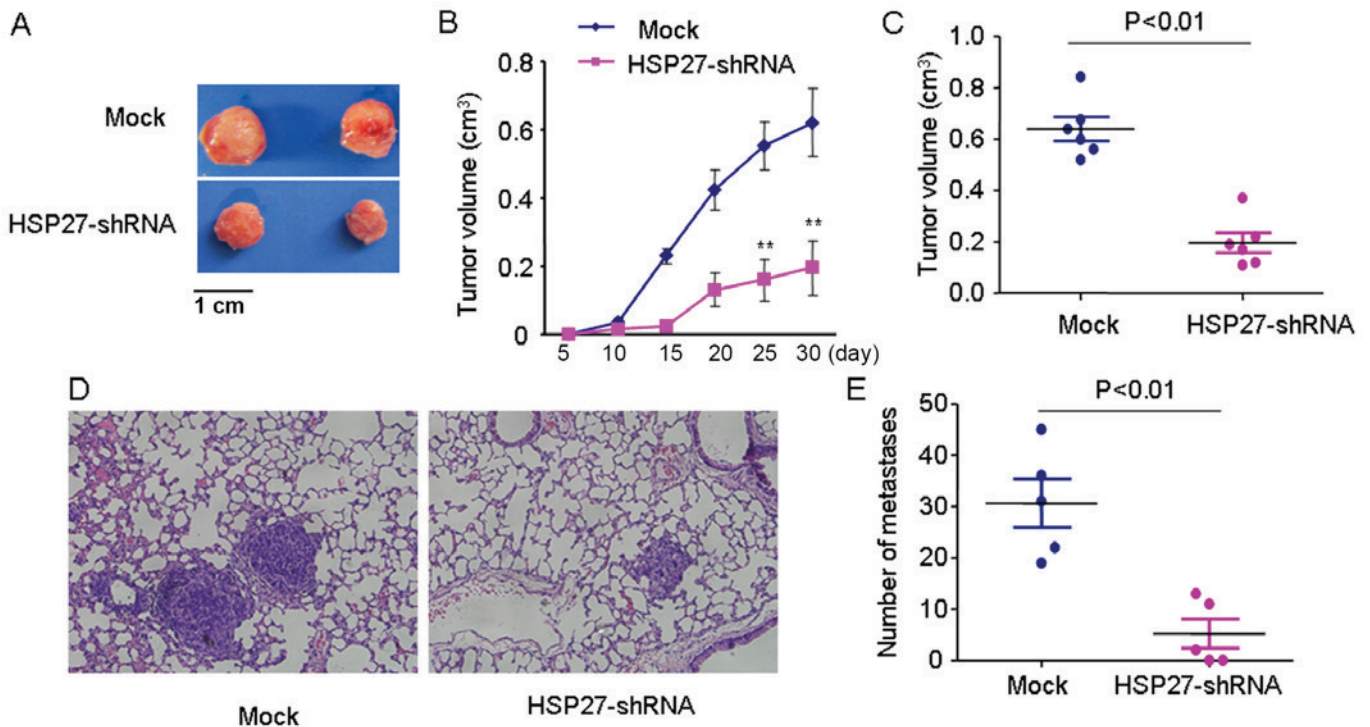 A
Mock
HSP27-shRNA
1 cm
B
Mock
HSP27-shRNA
Tumor volume (cm³)
0.8
0.6
0.4
0.2
0
**
**
5 10 15 20 25 30 (day)
C
P<0.01
Tumor volume (cm³)
1.0
0.8
0.6
0.4
0.2
0.0
Mock HSP27-shRNA
D
Mock
HSP27-shRNA
E
P<0.01
Number of metastases
50
40
30
20
10
0
Mock HSP27-shRNA